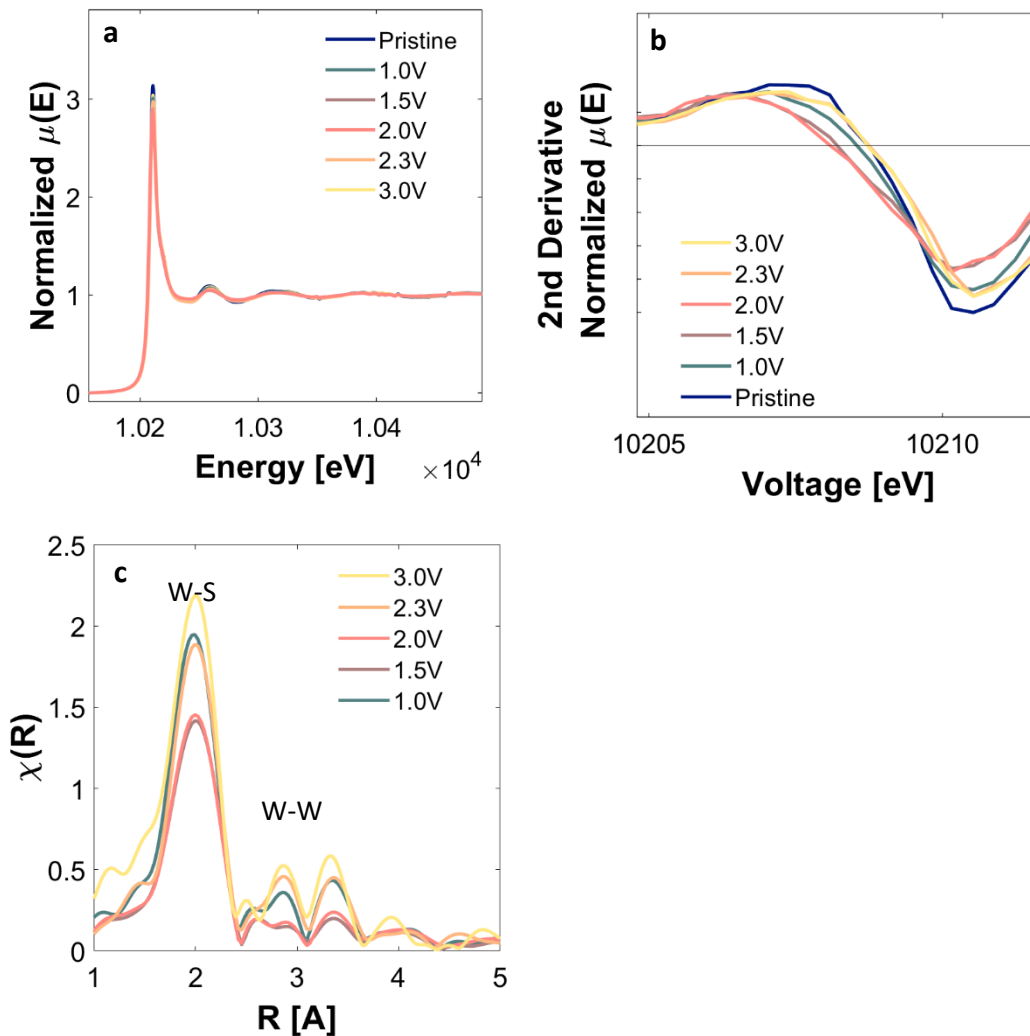 a
Pristine
1.0V
1.5V
2.0V
2.3V
3.0V
Normalized μ(E)
3
2
1
0
1.02
1.03
1.04
×10⁴
Energy [eV]
b
2nd Derivative
Normalized μ(E)
3.0V
2.3V
2.0V
1.5V
1.0V
Pristine
10205
10210
Voltage [eV]
c
W-S
W-W
3.0V
2.3V
2.0V
1.5V
1.0V
χ(R)
2.5
2
1.5
1
0.5
0
1
2
3
4
5
R [A]